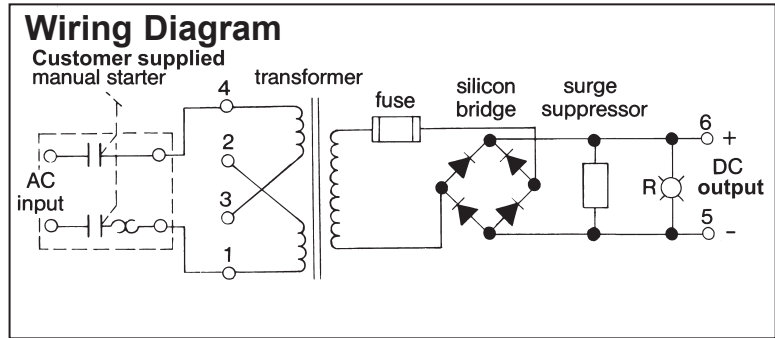 Wiring Diagram
Customer supplied
manual starter
4
transformer
fuse
silicon
bridge
surge
suppressor
2
3
1
AC
input
6
+
R
DC
output
5
-